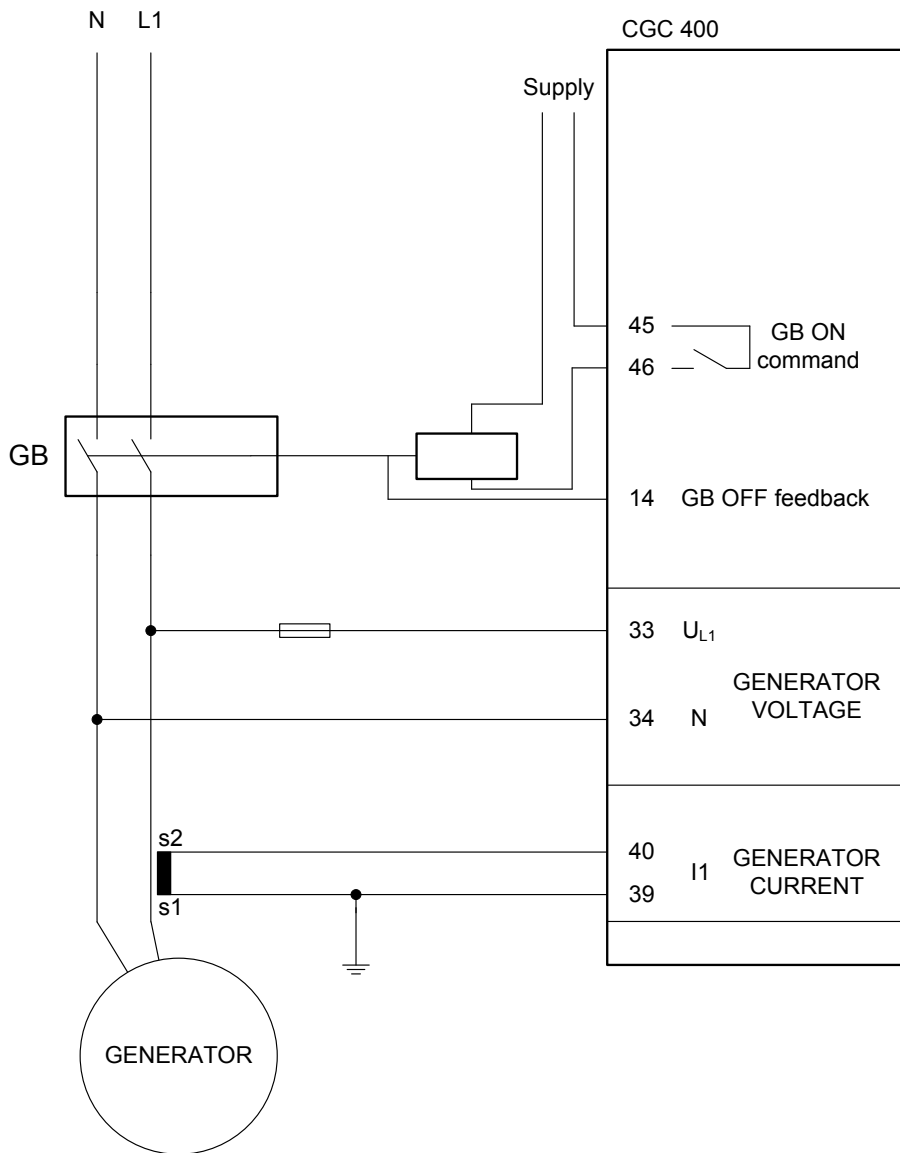 N L1
CGC 400
Supply
45
GB ON
46
command
GB
14 GB OFF feedback
33 UL1
GENERATOR
VOLTAGE
34 N
s2
40
I1
GENERATOR
CURRENT
39
s1
GENERATOR